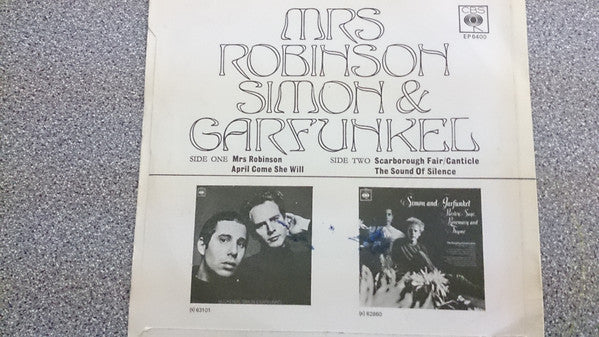 CBS
EP 6400
MRS
ROBINSON
SIMON &
GARFUNKEL
SIDE ONE Mrs Robinson
April Come She Will
SIDE TWO Scarborough Fair/Canticle
The Sound Of Silence
Simon and Garfunkel
Parsley, Sage,
Rosemary and
Thyme
(s) 63101
(s) 62860